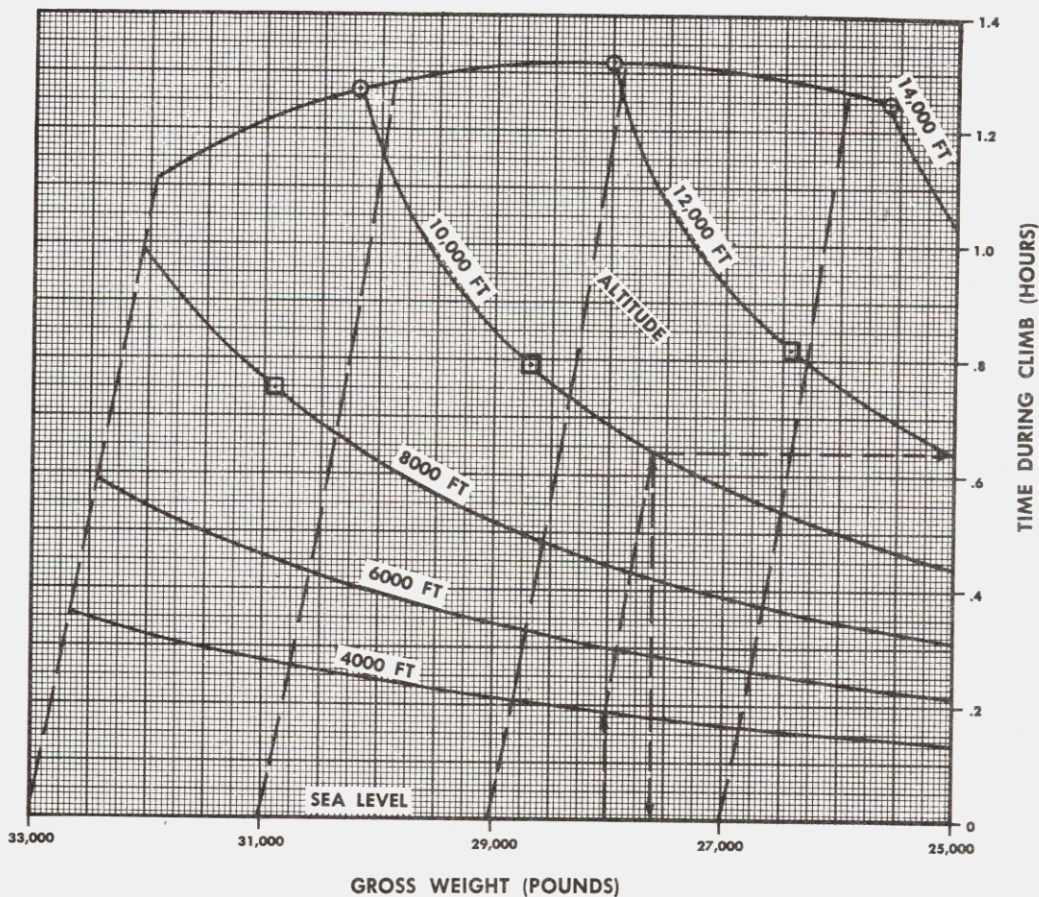 1.4
14,000 FT
1.2
12,000 FT
10,000 FT
1.0
ALTITUDE
.8
TIME DURING CLIMB (HOURS)
8000 FT
.6
6000 FT
.4
4000 FT
.2
SEA LEVEL
0
33,000
31,000
29,000
27,000
25,000
GROSS WEIGHT (POUNDS)